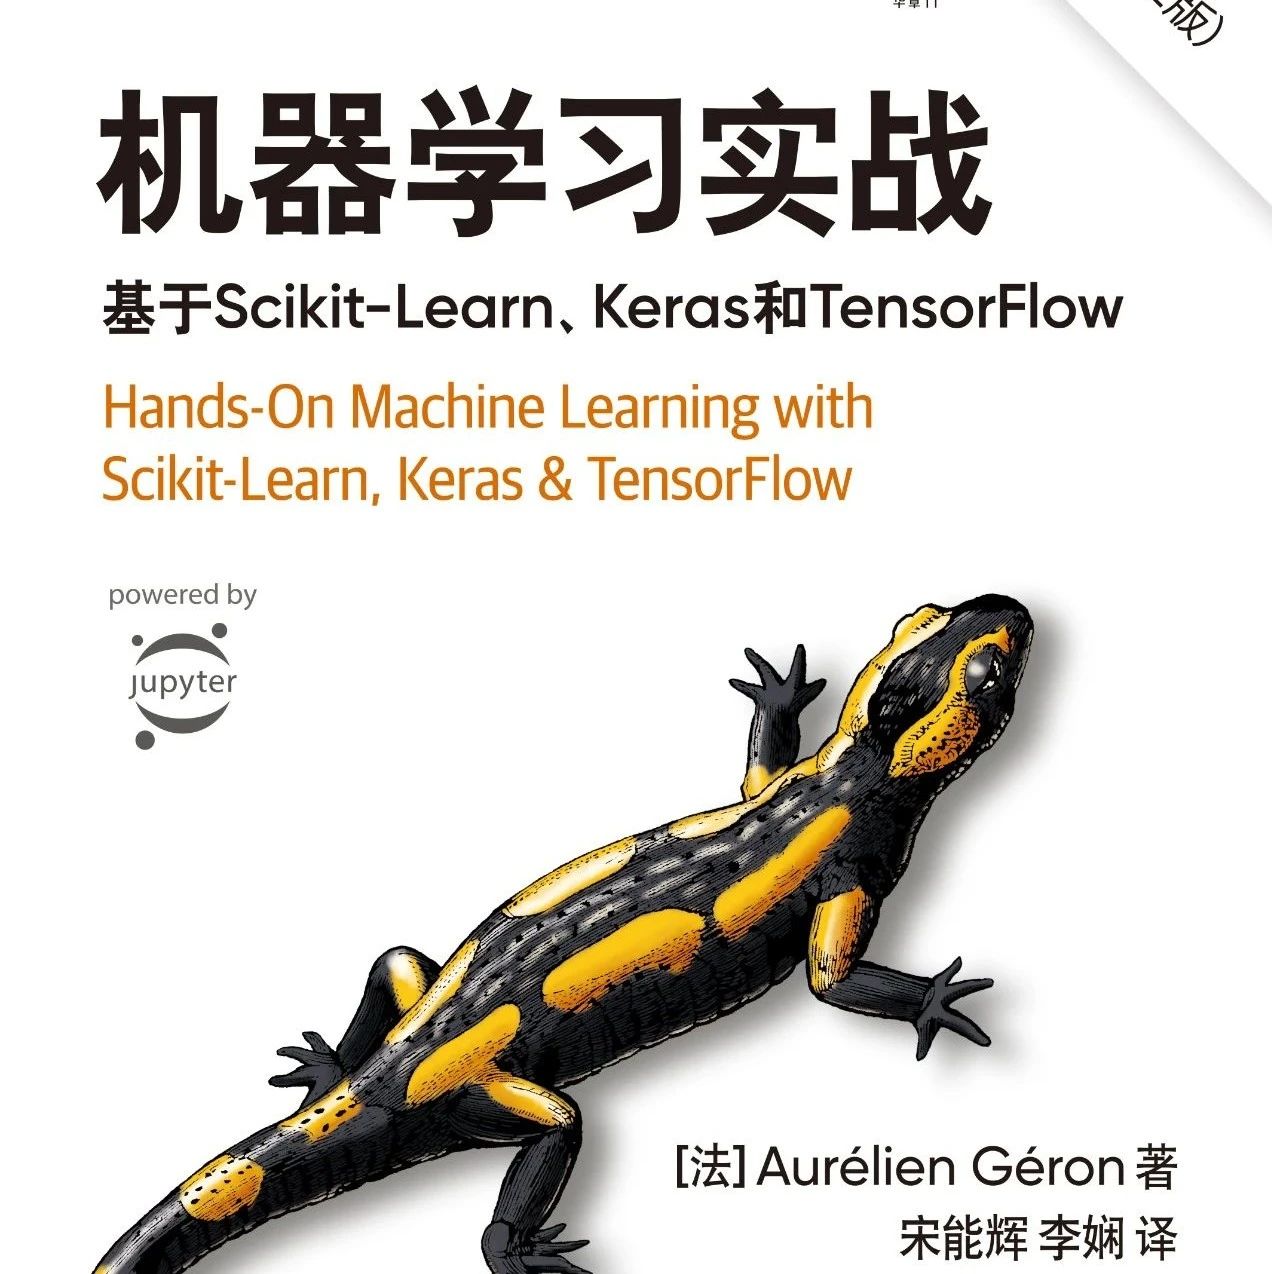 版）
机器学习实战
基于Scikit-Learn、Keras和TensorFlow
Hands-On Machine Learning with
Scikit-Learn, Keras & TensorFlow
powered by
jupyter
[法] Aurélien Géron 著
宋能辉 李娴 译